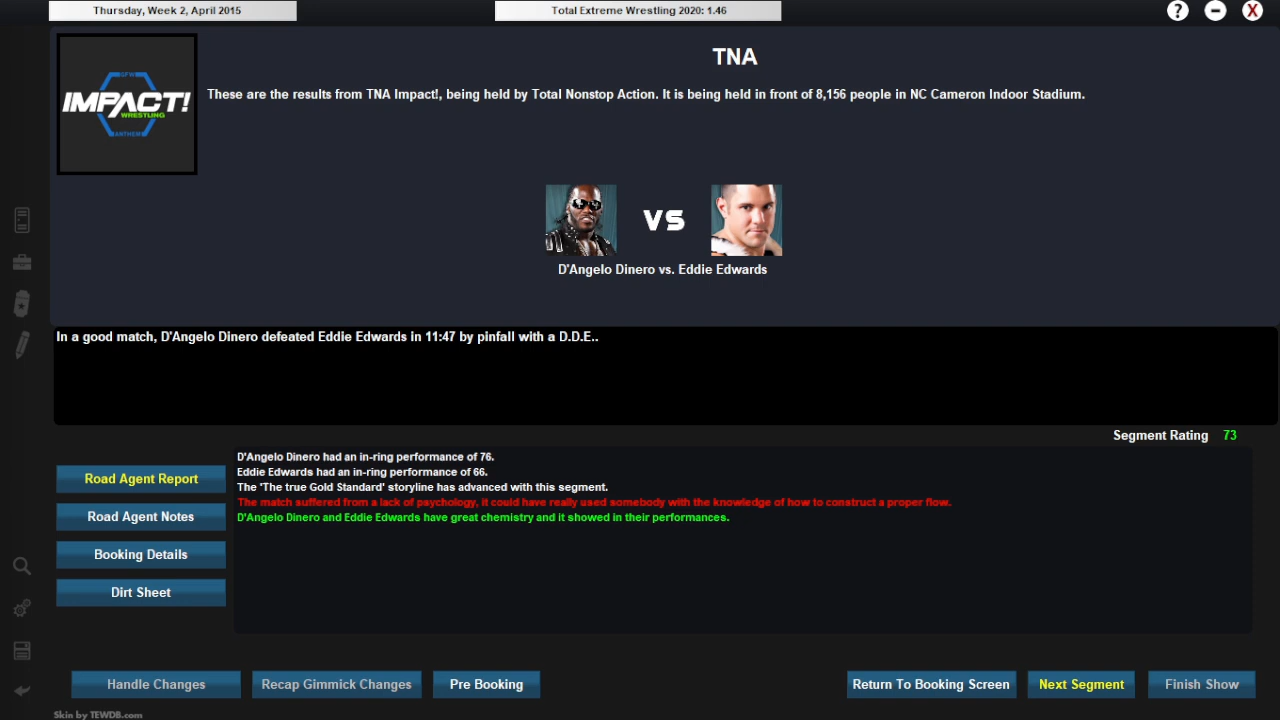 Thursday, Week 2, April 2015
Total Extreme Wrestling 2020: 1.46
?
X
GFW
IMPACT!
WRESTLING
ANTHEM
TNA
These are the results from TNA Impact!, being held by Total Nonstop Action. It is being held in front of 8,156 people in NC Cameron Indoor Stadium.
VS
D'Angelo Dinero vs. Eddie Edwards
In a good match, D'Angelo Dinero defeated Eddie Edwards in 11:47 by pinfall with a D.D.E..
Segment Rating 73
Road Agent Report
Road Agent Notes
Booking Details
Dirt Sheet
D'Angelo Dinero had an in-ring performance of 76.
Eddie Edwards had an in-ring performance of 66.
The 'The true Gold Standard' storyline has advanced with this segment.
The match suffered from a lack of psychology, it could have really used somebody with the knowledge of how to construct a proper flow.
D'Angelo Dinero and Eddie Edwards have great chemistry and it showed in their performances.
Handle Changes
Recap Gimmick Changes
Pre Booking
Return To Booking Screen
Next Segment
Finish Show
Skin by TEWDB.com